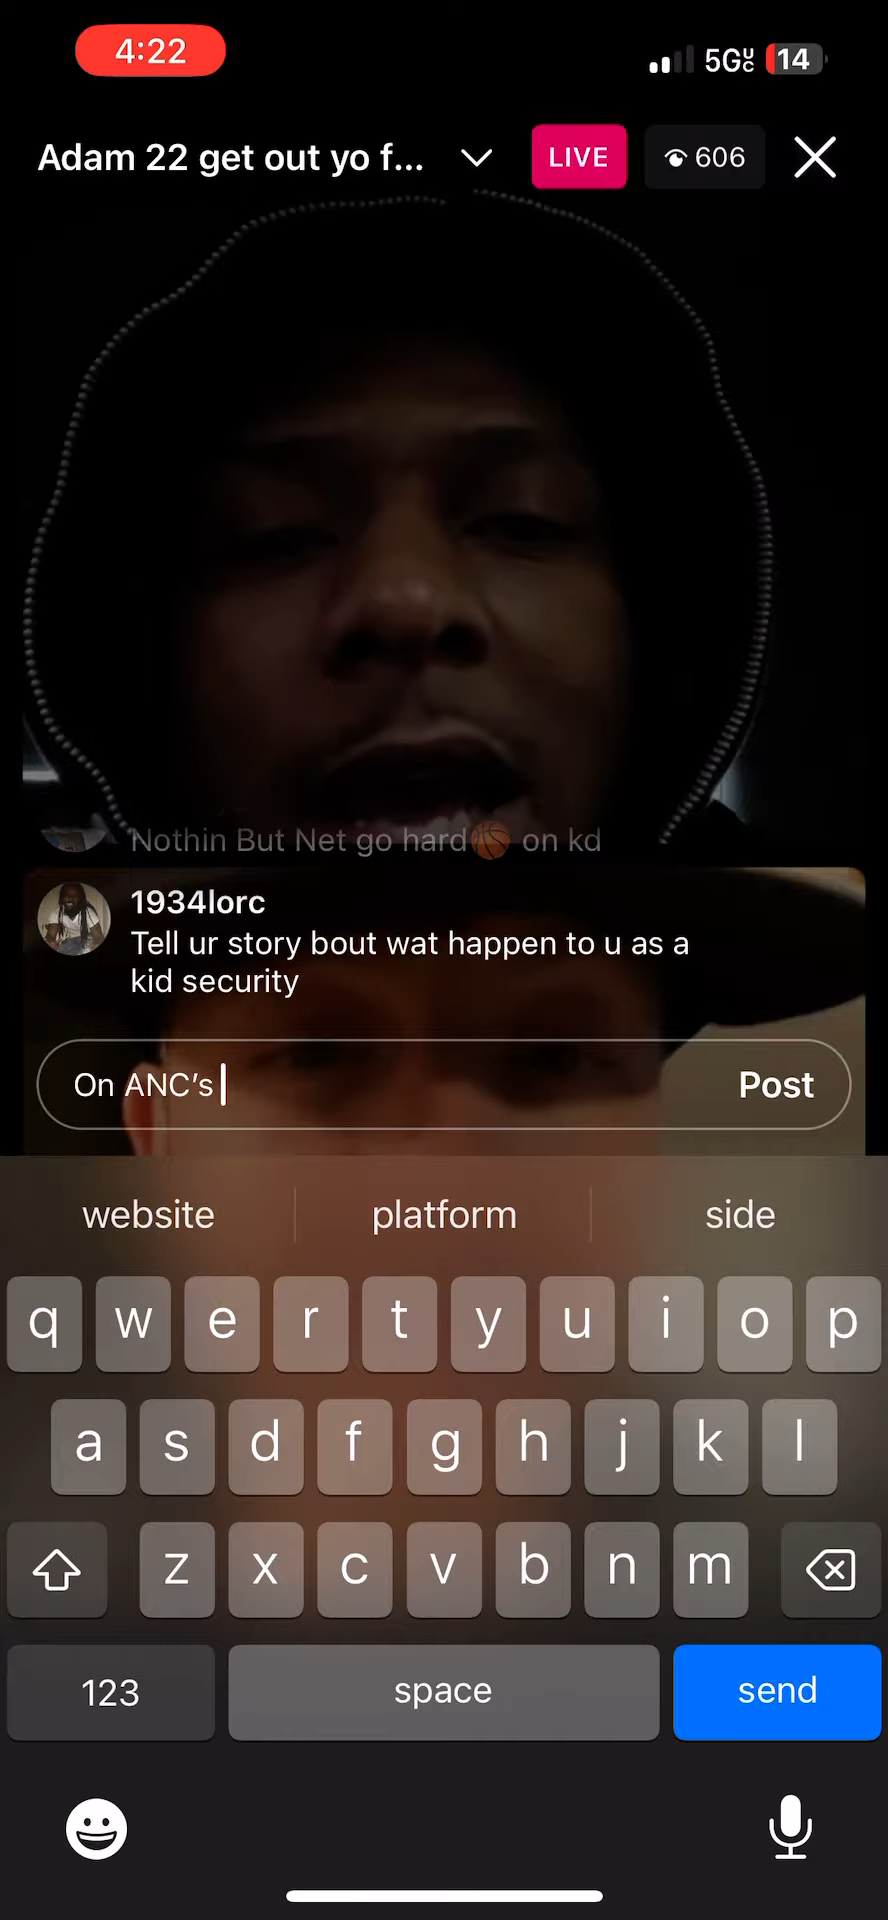 4:22
5GUC
14
Adam 22 get out yo f...
LIVE
606
Nothin But Net go hard🏀 on kd
1934lorc
Tell ur story bout wat happen to u as a
kid security
On ANC’s
Post
website
platform
side
q w e r t y u i o p
a s d f g h j k l
z x c v b n m
123
space
send